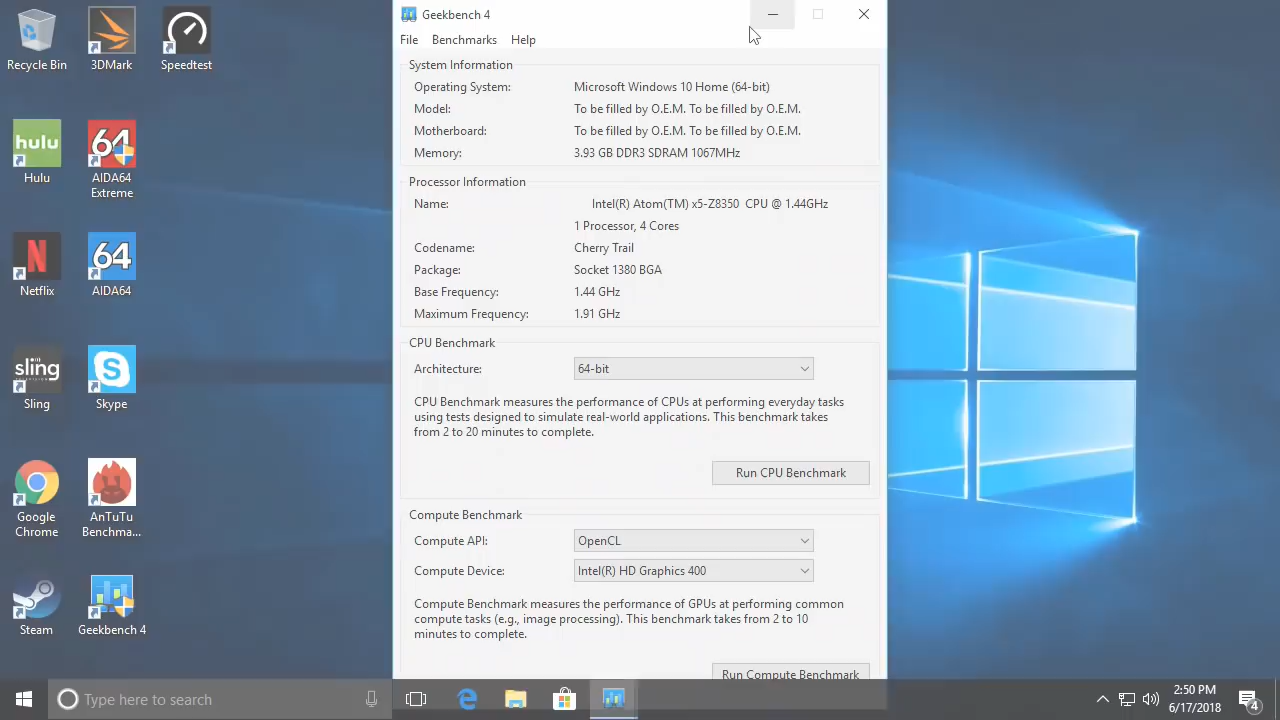 Recycle Bin
3DMark
Speedtest
hulu
Hulu
64
AIDA64
Extreme
N
Netflix
64
AIDA64
sling
Sling
Skype
Google
Chrome
AnTuTu
Benchma...
Steam
Geekbench 4
Geekbench 4
File Benchmarks Help
System Information
Operating System: Microsoft Windows 10 Home (64-bit)
Model: To be filled by O.E.M. To be filled by O.E.M.
Motherboard: To be filled by O.E.M. To be filled by O.E.M.
Memory: 3.93 GB DDR3 SDRAM 1067MHz
Processor Information
Name: Intel(R) Atom(TM) x5-Z8350 CPU @ 1.44GHz
1 Processor, 4 Cores
Codename: Cherry Trail
Package: Socket 1380 BGA
Base Frequency: 1.44 GHz
Maximum Frequency: 1.91 GHz
CPU Benchmark
Architecture: 64-bit
CPU Benchmark measures the performance of CPUs at performing everyday tasks
using tests designed to simulate real-world applications. This benchmark takes
from 2 to 20 minutes to complete.
Run CPU Benchmark
Compute Benchmark
Compute API: OpenCL
Compute Device: Intel(R) HD Graphics 400
Compute Benchmark measures the performance of GPUs at performing common
compute tasks (e.g., image processing). This benchmark takes from 2 to 10
minutes to complete.
Run Compute Benchmark
Type here to search
2:50 PM
6/17/2018
4